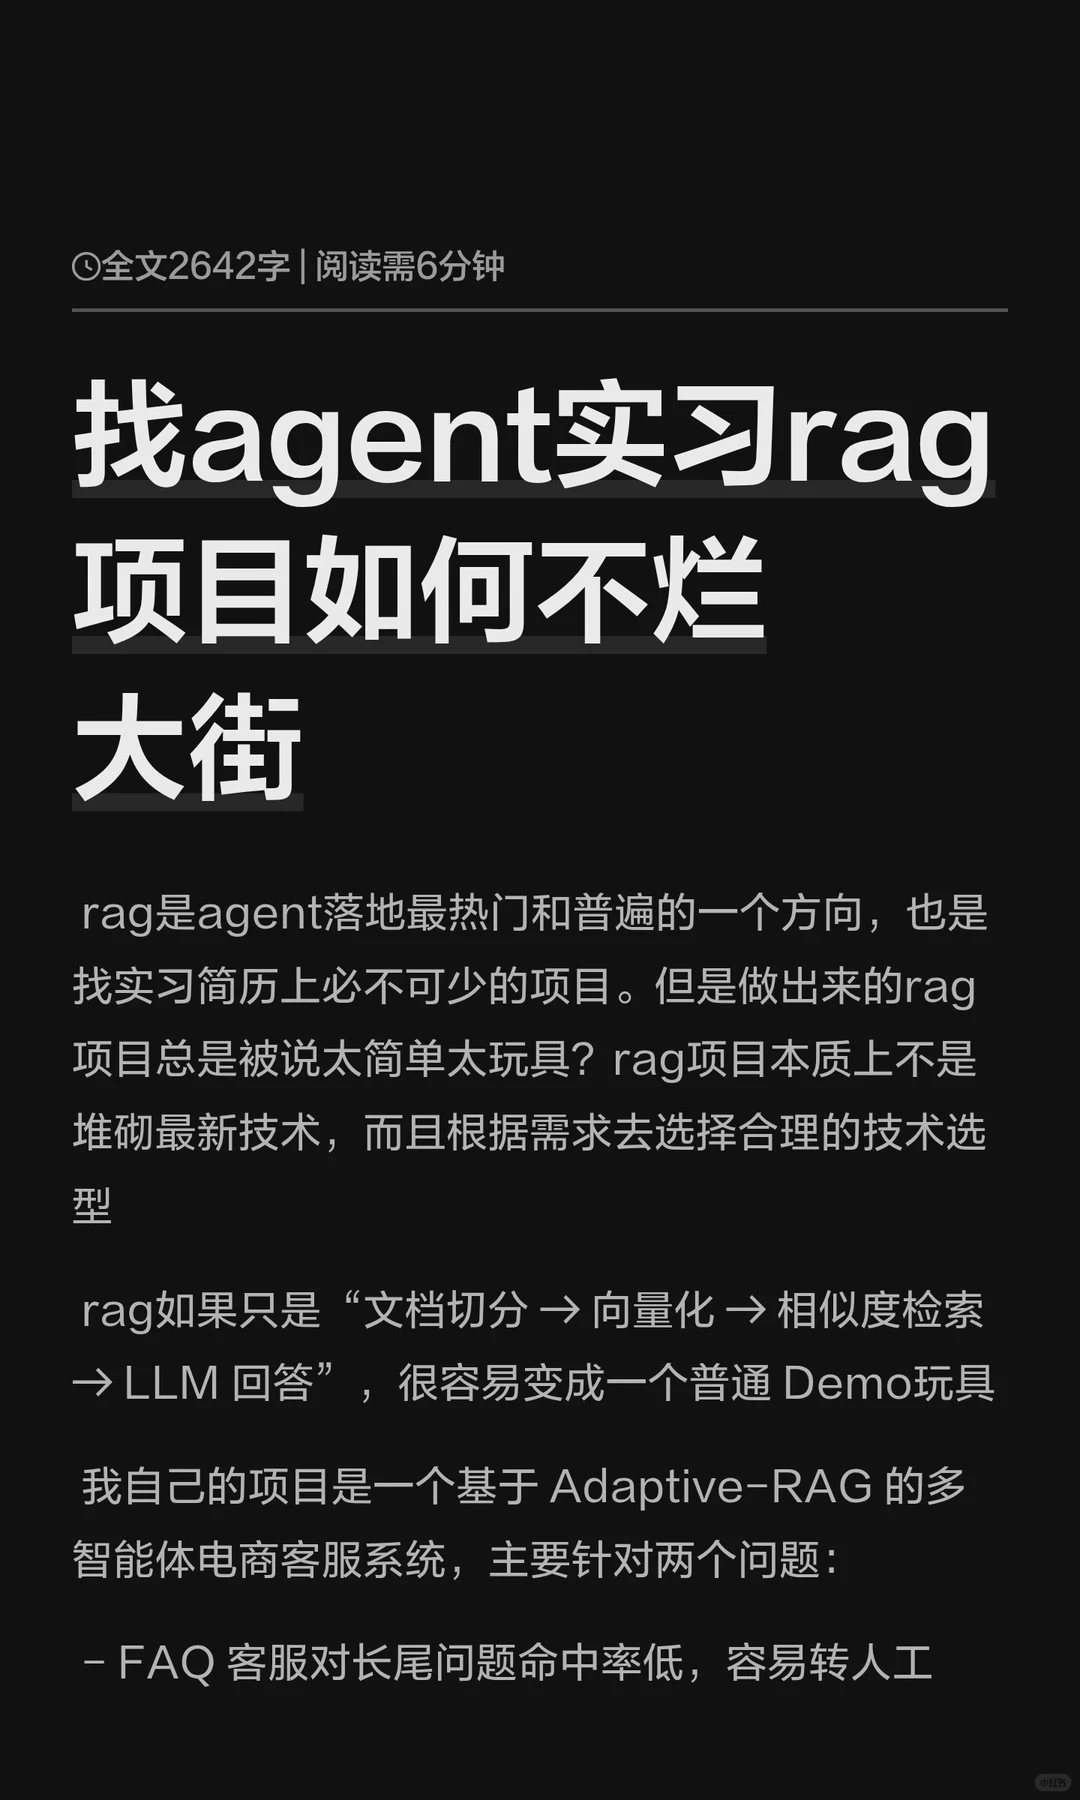 全文2642字 | 阅读需6分钟
找agent实习rag
项目如何不烂
大街
rag是agent落地最热门和普遍的一个方向，也是
找实习简历上必不可少的项目。但是做出来的rag
项目总是被说太简单太玩具？rag项目本质上不是
堆砌最新技术，而且根据需求去选择合理的技术选
型
rag如果只是“文档切分 → 向量化 → 相似度检索
→ LLM 回答”，很容易变成一个普通 Demo玩具
我自己的项目是一个基于 Adaptive-RAG 的多
智能体电商客服系统，主要针对两个问题：
- FAQ 客服对长尾问题命中率低，容易转人工
小红书